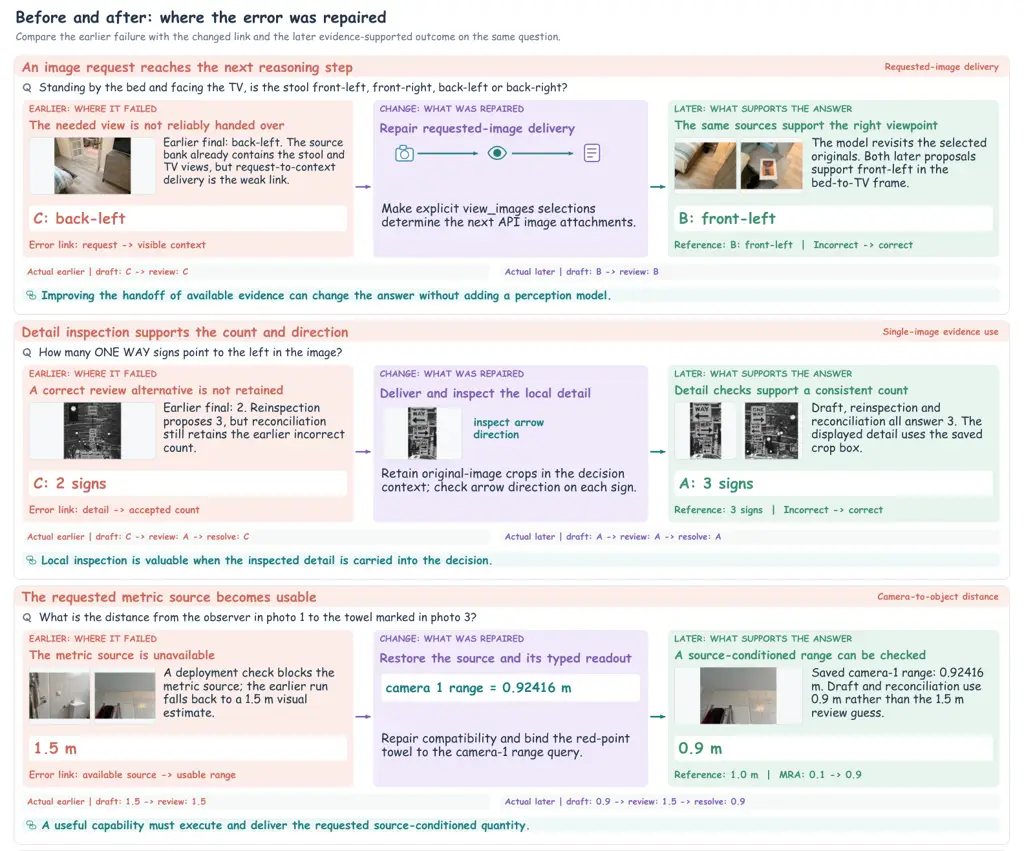 Before and after: where the error was repaired
Compare the earlier failure with the changed link and the later evidence-supported outcome on the same question.
An image request reaches the next reasoning step
Requested-image delivery
Q Standing by the bed and facing the TV, is the stool front-left, front-right, back-left or back-right?
EARLIER: WHERE IT FAILED
The needed view is not reliably handed over
Earlier final: back-left. The source
bank already contains the stool and
TV views, but request-to-context
delivery is the weak link.
C: back-left
Error link: request -> visible context
CHANGE: WHAT WAS REPAIRED
Repair requested-image delivery
Make explicit view_images selections
determine the next API image attachments.
LATER: WHAT SUPPORTS THE ANSWER
The same sources support the right viewpoint
The model revisits the selected
originals. Both later proposals
support front-left in the
bed-to-TV frame.
B: front-left
Reference: B: front-left | Incorrect -> correct
Actual earlier | draft: C -> review: C
Actual later | draft: B -> review: B
Improving the handoff of available evidence can change the answer without adding a perception model.
Detail inspection supports the count and direction
Single-image evidence use
Q How many ONE WAY signs point to the left in the image?
EARLIER: WHERE IT FAILED
A correct review alternative is not retained
Earlier final: 2. Reinspection
proposes 3, but reconciliation
still retains the earlier incorrect
count.
C: 2 signs
Error link: detail -> accepted count
CHANGE: WHAT WAS REPAIRED
Deliver and inspect the local detail
WAY
inspect arrow
direction
Retain original-image crops in the decision
context; check arrow direction on each sign.
LATER: WHAT SUPPORTS THE ANSWER
Detail checks support a consistent count
WAY
ONE
WAY
Draft, reinspection and
reconciliation all answer 3. The
displayed detail uses the saved
crop box.
A: 3 signs
Reference: 3 signs | Incorrect -> correct
Actual earlier | draft: C -> review: A -> resolve: C
Actual later | draft: A -> review: A -> resolve: A
Local inspection is valuable when the inspected detail is carried into the decision.
The requested metric source becomes usable
Camera-to-object distance
Q What is the distance from the observer in photo 1 to the towel marked in photo 3?
EARLIER: WHERE IT FAILED
The metric source is unavailable
A deployment check blocks the
metric source; the earlier run
falls back to a 1.5 m visual
estimate.
1.5 m
Error link: available source -> usable range
CHANGE: WHAT WAS REPAIRED
Restore the source and its typed readout
camera 1 range = 0.92416 m
Repair compatibility and bind the red-point
towel to the camera-1 range query.
LATER: WHAT SUPPORTS THE ANSWER
A source-conditioned range can be checked
Saved camera-1 range: 0.92416
m. Draft and reconciliation use
0.9 m rather than the 1.5 m
review guess.
0.9 m
Reference: 1.0 m | MRA: 0.1 -> 0.9
Actual earlier | draft: 1.5 -> review: 1.5
Actual later | draft: 0.9 -> review: 1.5 -> resolve: 0.9
A useful capability must execute and deliver the requested source-conditioned quantity.